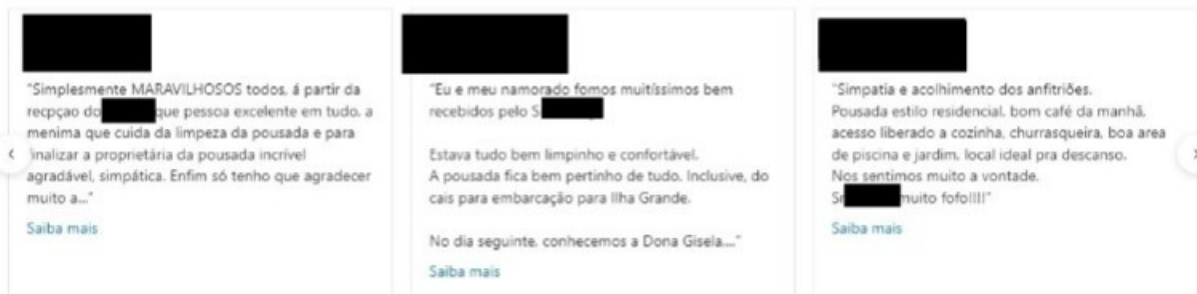 "Simplesmente MARAVILHOSOS todos, á partir da
recpçao do que pessoa excelente em tudo, a
menima que cuida da limpeza da pousada e para
finalizar a proprietária da pousada incrível
agradável, simpática. Enfim só tenho que agradecer
muito a..."
Saiba mais
"Eu e meu namorado fomos muitíssimos bem
recebidos pelo S
Estava tudo bem limpinho e confortável.
A pousada fica bem pertinho de tudo. Inclusive, do
cais para embarcação para Ilha Grande.
No dia seguinte, conhecemos a Dona Gisela...."
Saiba mais
"Simpatia e acolhimento dos anfitriões.
Pousada estilo residencial, bom café da manhã,
acesso liberado a cozinha, churrasqueira, boa area
de piscina e jardim, local ideal pra descanso.
Nos sentimos muito a vontade.
Sr muito fofo!!!!"
Saiba mais